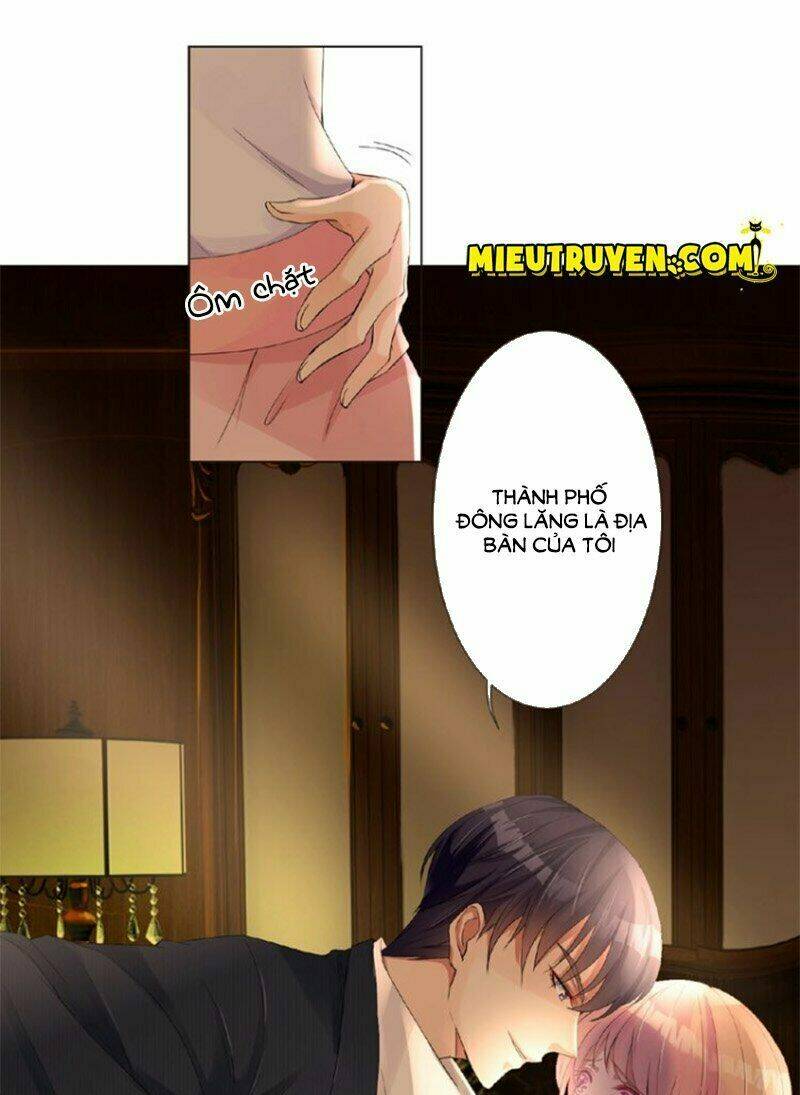 MIEUTRUYEN.COM
Ôm chặt
THÀNH PHỐ
ĐÔNG LĂNG LÀ ĐỊA
BÀN CỦA TÔI